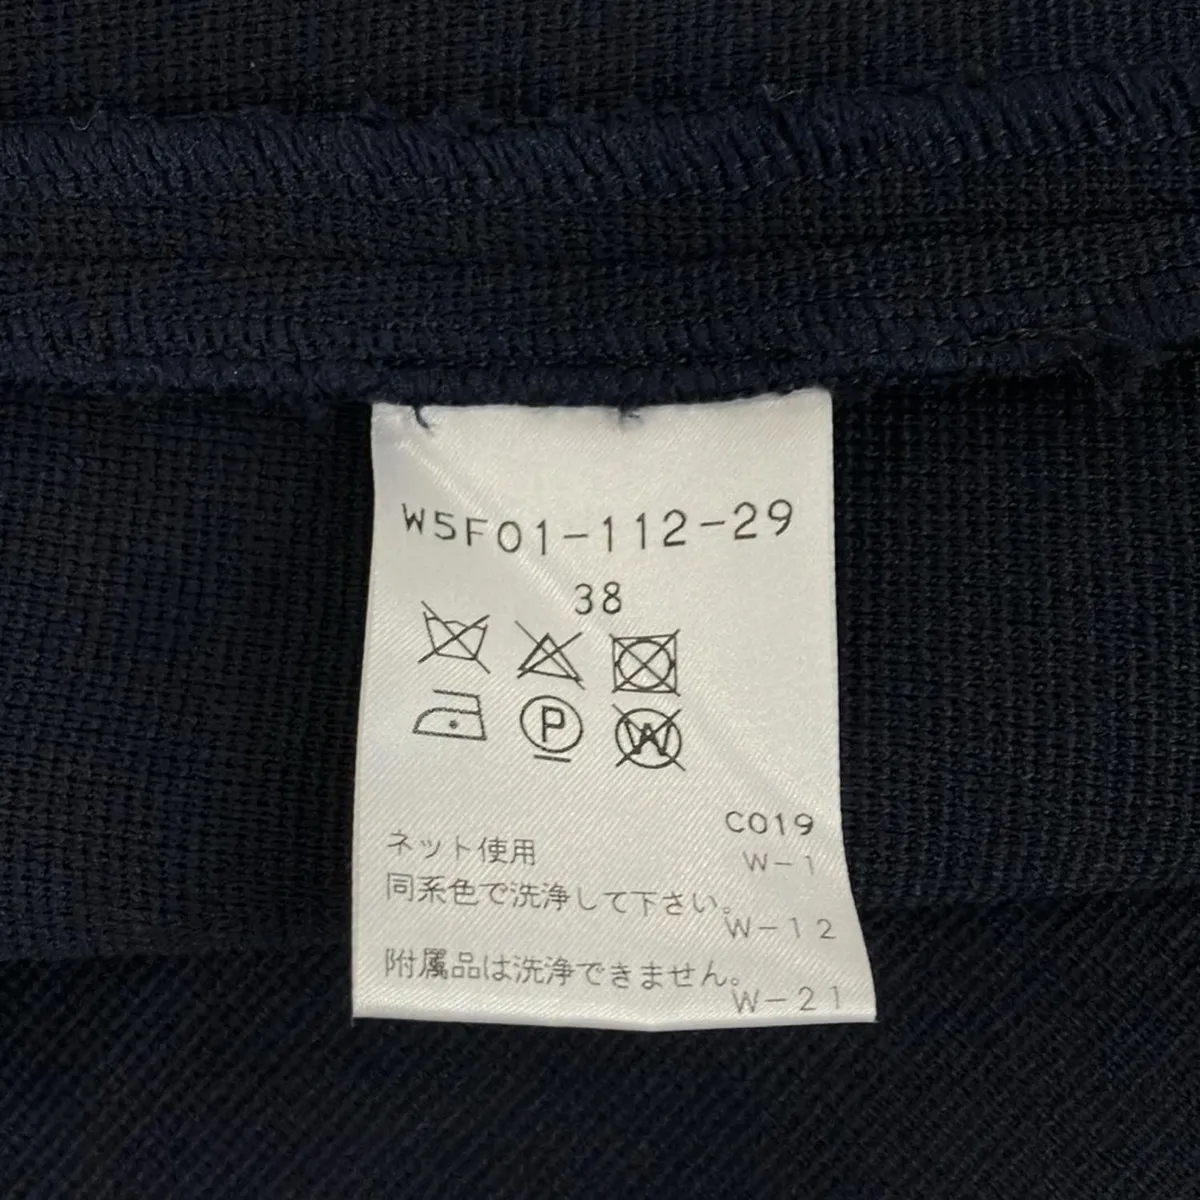 W5F01-112-29
38
P
W
C019
ネット使用
W-1
同系色で洗浄して下さい。
W-12
附属品は洗浄できません。
W-21